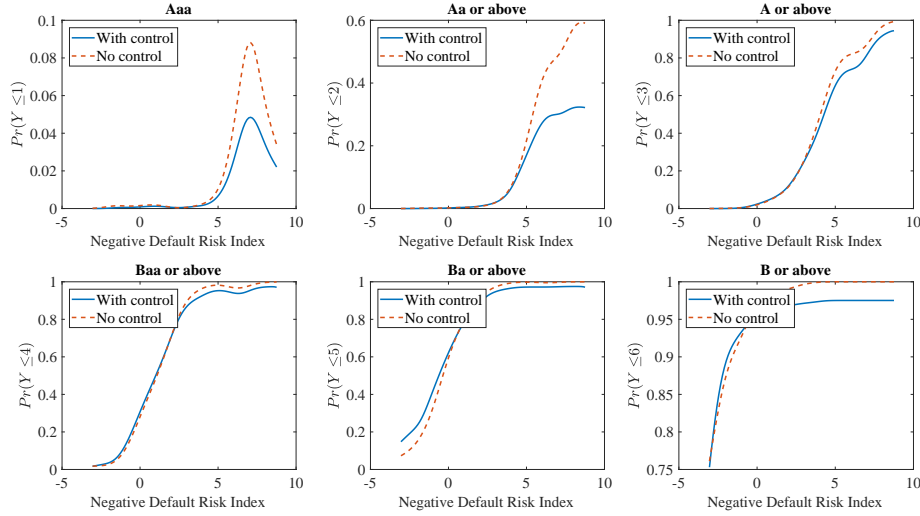 Aaa
With control
No control
Pr(Y ≤1)
0.1
0.08
0.06
0.04
0.02
0
-5 0 5 10
Negative Default Risk Index
Aa or above
With control
No control
Pr(Y ≤2)
0.6
0.4
0.2
0
-5 0 5 10
Negative Default Risk Index
A or above
With control
No control
Pr(Y ≤3)
1
0.8
0.6
0.4
0.2
0
-5 0 5 10
Negative Default Risk Index
Baa or above
With control
No control
Pr(Y ≤4)
1
0.8
0.6
0.4
0.2
0
-5 0 5 10
Negative Default Risk Index
Ba or above
With control
No control
Pr(Y ≤5)
1
0.8
0.6
0.4
0.2
0
-5 0 5 10
Negative Default Risk Index
B or above
With control
No control
Pr(Y ≤6)
1
0.95
0.9
0.85
0.8
0.75
-5 0 5 10
Negative Default Risk Index